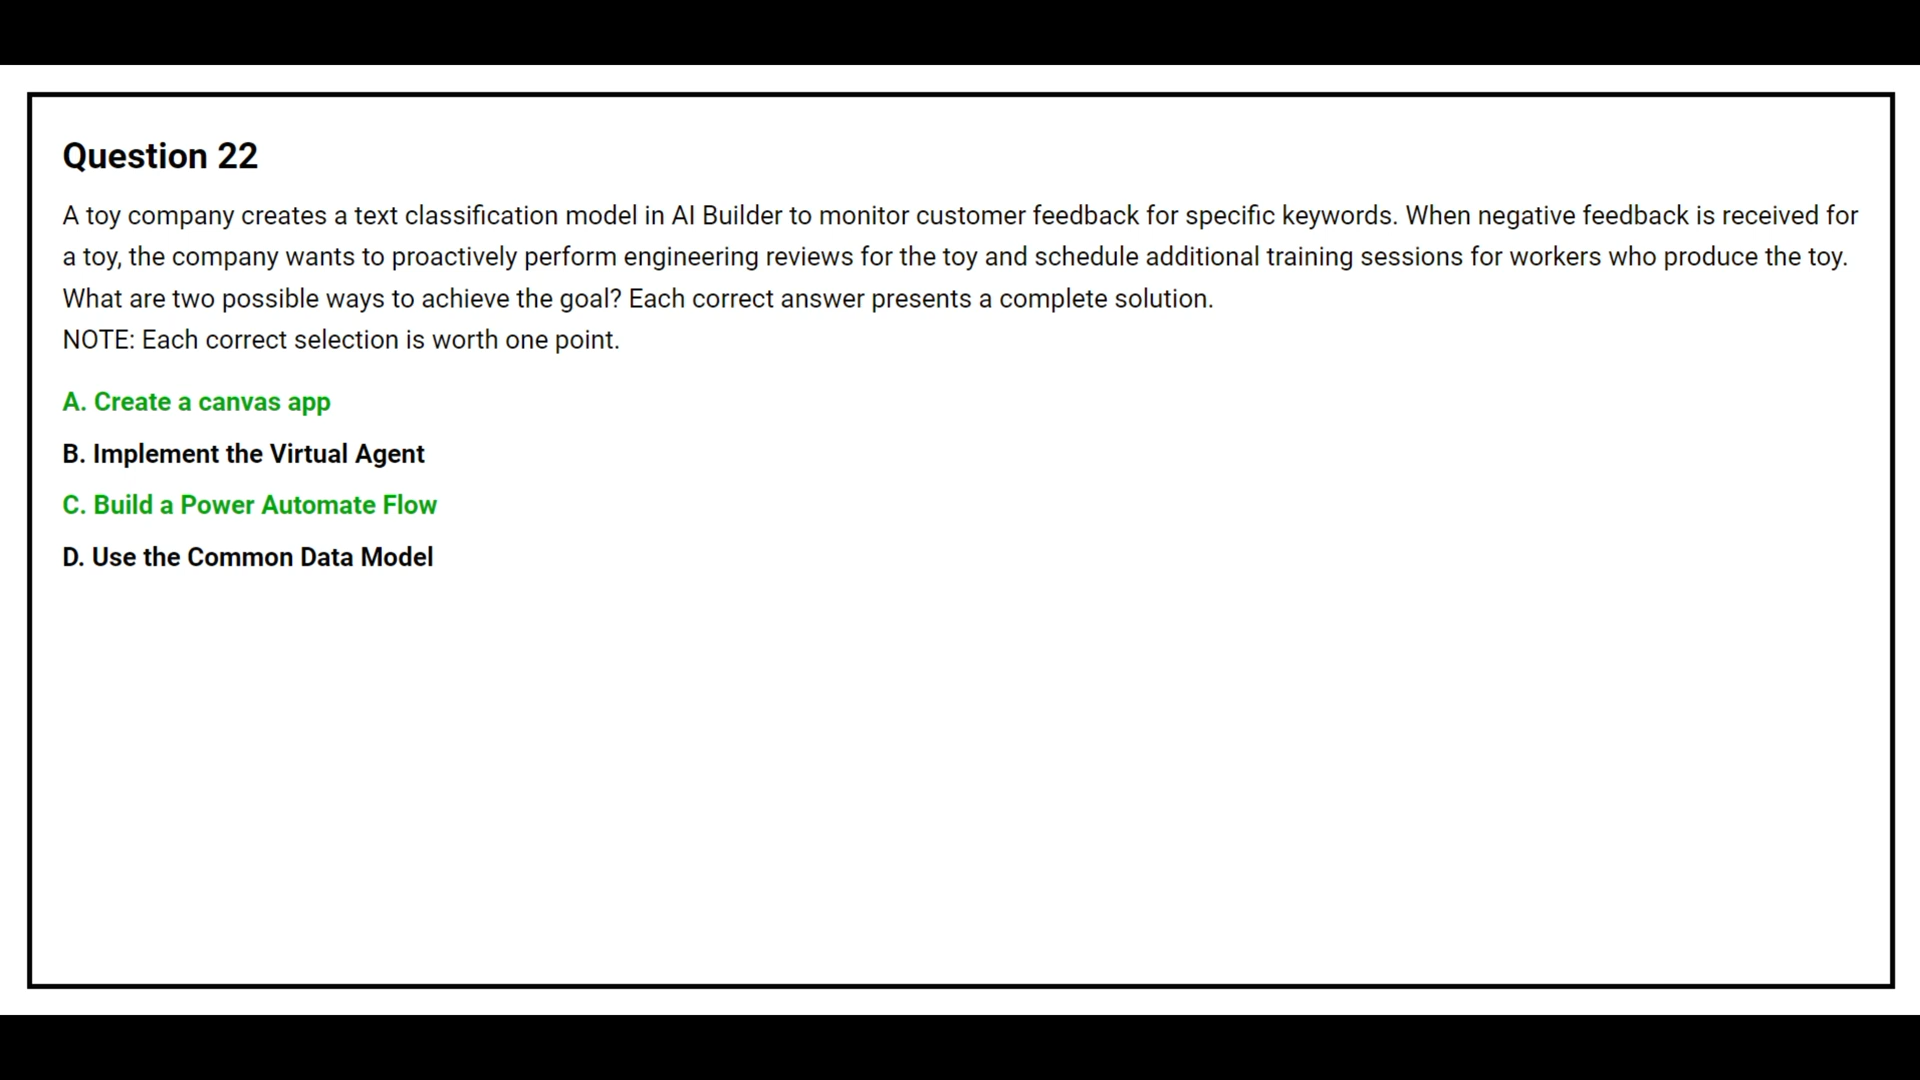 Question 22
A toy company creates a text classification model in AI Builder to monitor customer feedback for specific keywords. When negative feedback is received for
a toy, the company wants to proactively perform engineering reviews for the toy and schedule additional training sessions for workers who produce the toy.
What are two possible ways to achieve the goal? Each correct answer presents a complete solution.
NOTE: Each correct selection is worth one point.
A. Create a canvas app
B. Implement the Virtual Agent
C. Build a Power Automate Flow
D. Use the Common Data Model